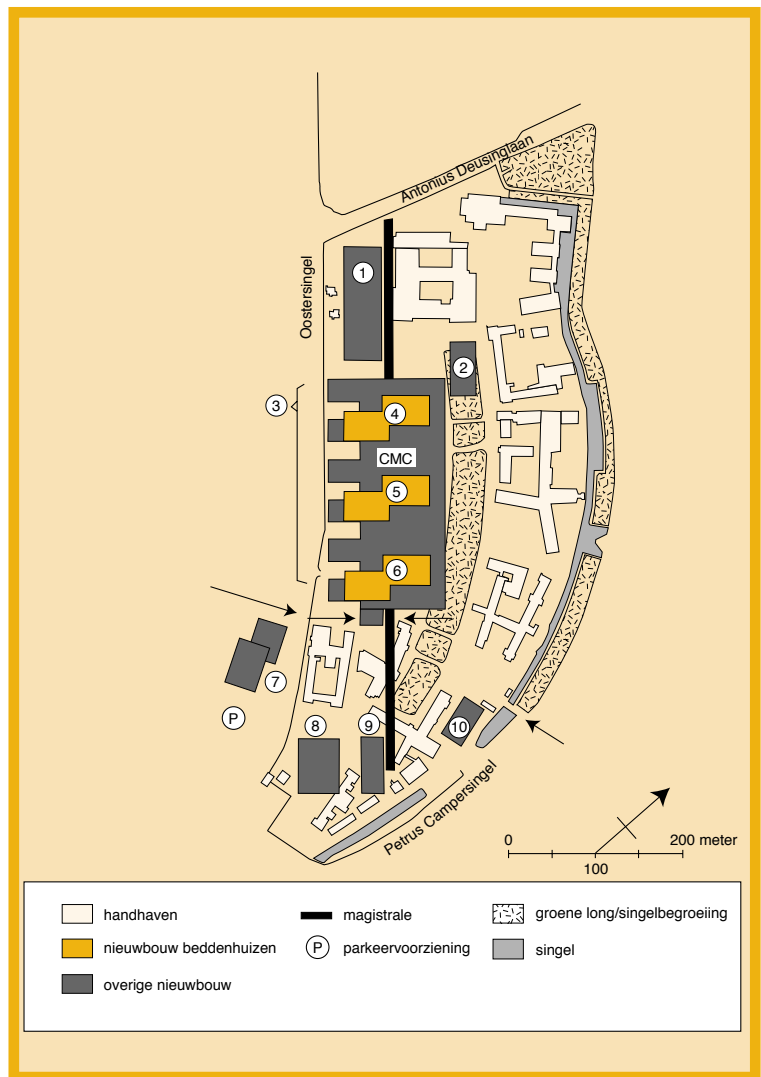 Antonius Deusinglaan
Oostersingel
1
2
3
4
CMC
5
6
7
P
8
9
10
Petrus Campersingel
0
200 meter
100
handhaven
magistrale
groene long/singelbegroeiing
nieuwbouw beddenhuizen
P
parkeervoorziening
singel
overige nieuwbouw